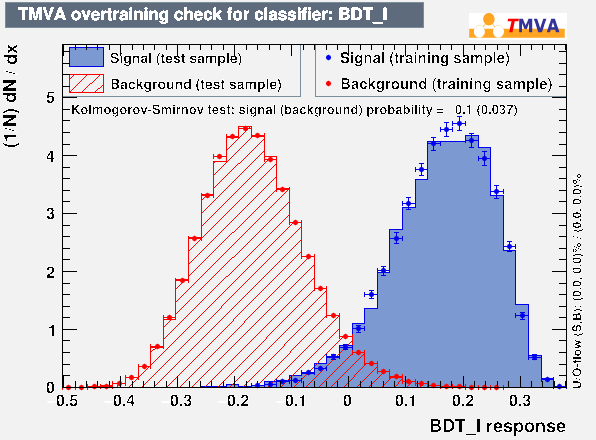 TMVA overtraining check for classifier: BDT_I
TMVA
Signal (test sample)
Background (test sample)
Signal (training sample)
Background (training sample)
Kolmogorov-Smirnov test: signal (background) probability = 0.1 (0.037)
(1/N) dN / dx
5
4
3
2
1
0
-0.5 -0.4 -0.3 -0.2 -0.1 0 0.1 0.2 0.3
BDT_I response
U/O-flow (S,B): (0.0, 0.0)% / (0.0, 0.0)%